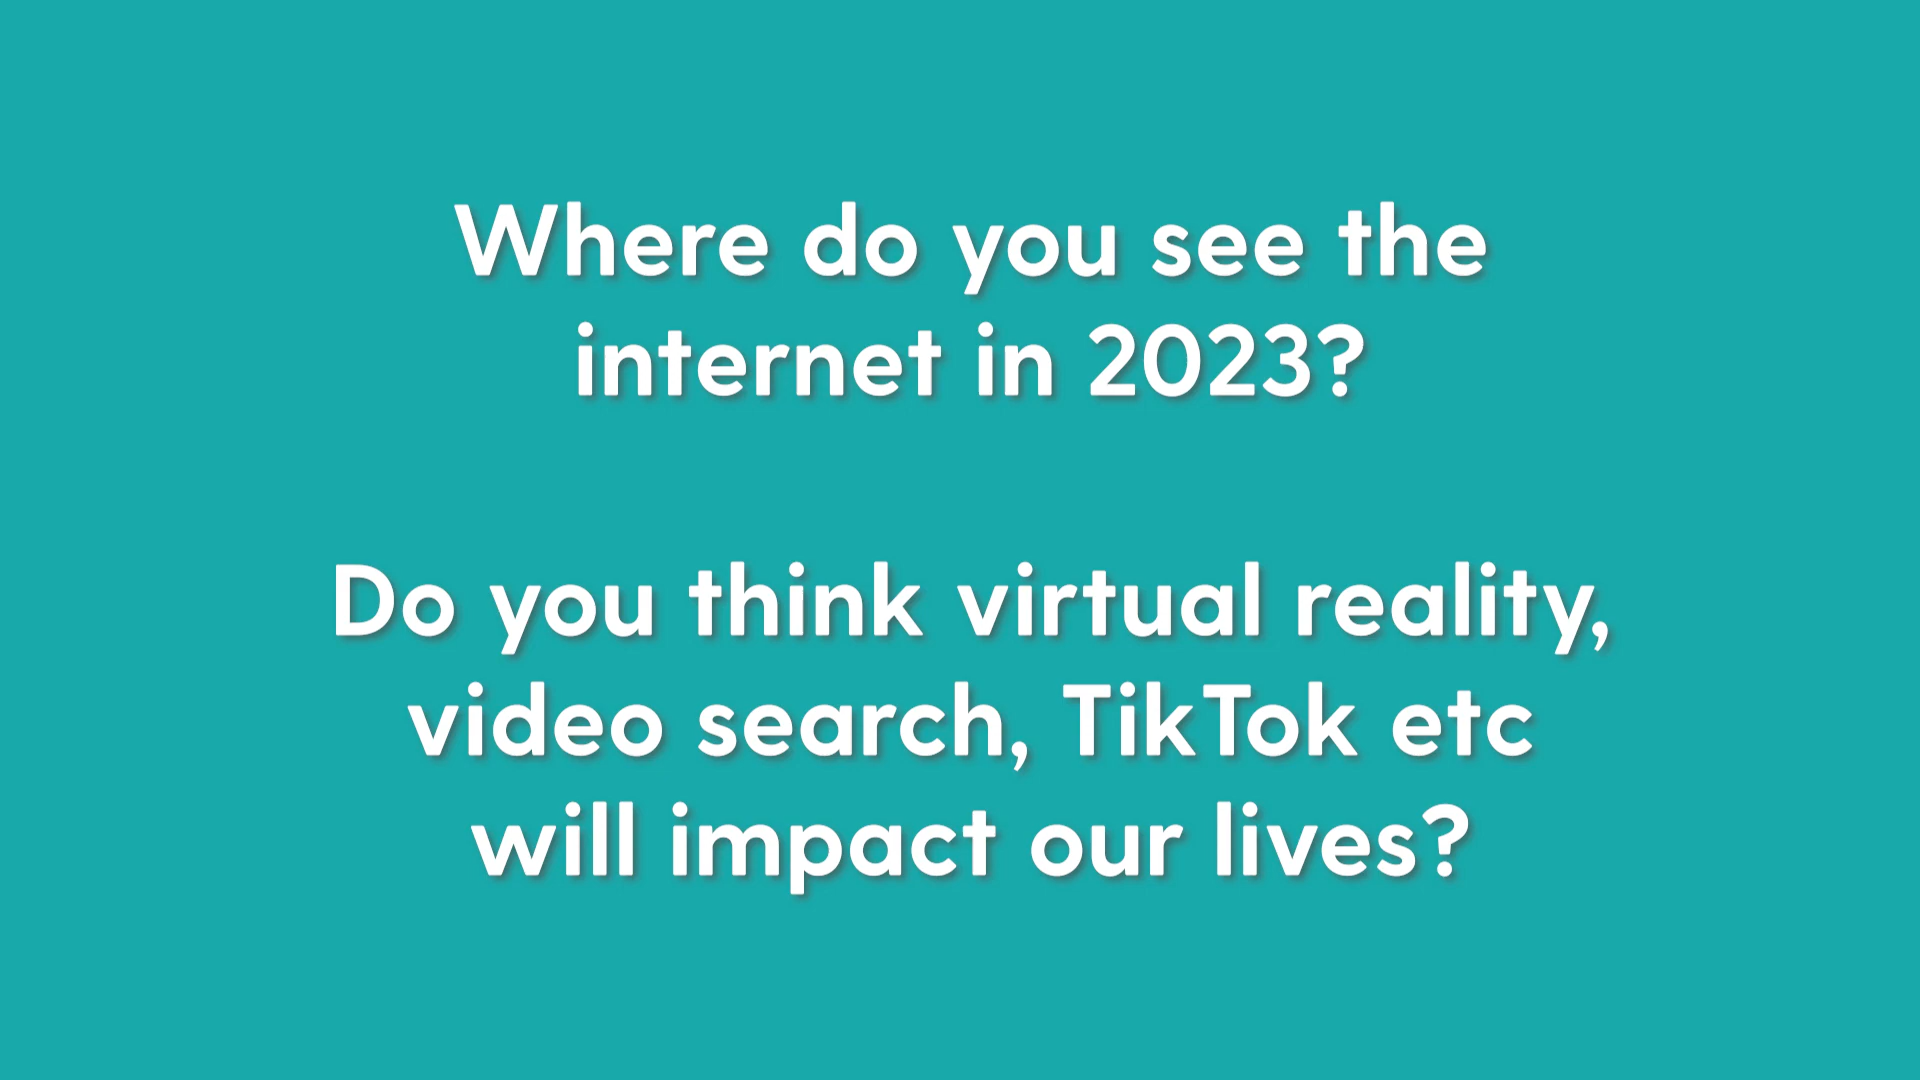 Where do you see the
internet in 2023?
Do you think virtual reality,
video search, TikTok etc
will impact our lives?